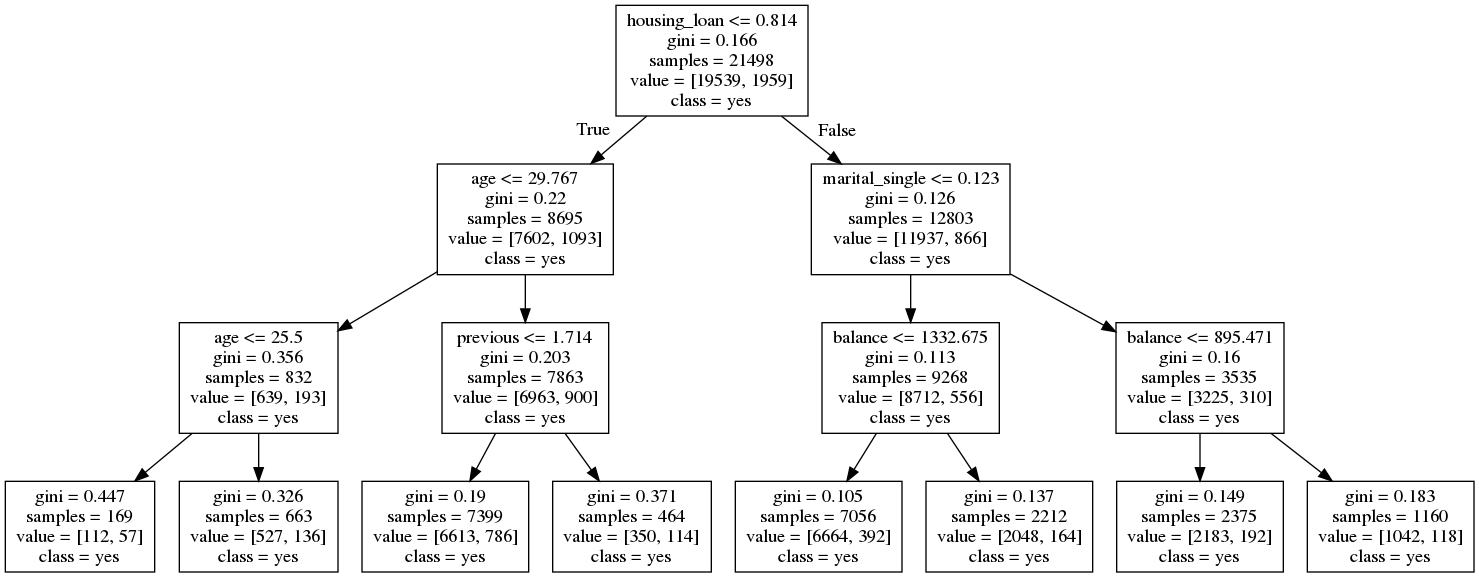 housing_loan <= 0.814
gini = 0.166
samples = 21498
value = [19539, 1959]
class = yes
True
False
age <= 29.767
gini = 0.22
samples = 8695
value = [7602, 1093]
class = yes
marital_single <= 0.123
gini = 0.126
samples = 12803
value = [11937, 866]
class = yes
age <= 25.5
gini = 0.356
samples = 832
value = [639, 193]
class = yes
previous <= 1.714
gini = 0.203
samples = 7863
value = [6963, 900]
class = yes
balance <= 1332.675
gini = 0.113
samples = 9268
value = [8712, 556]
class = yes
balance <= 895.471
gini = 0.16
samples = 3535
value = [3225, 310]
class = yes
gini = 0.447
samples = 169
value = [112, 57]
class = yes
gini = 0.326
samples = 663
value = [527, 136]
class = yes
gini = 0.19
samples = 7399
value = [6613, 786]
class = yes
gini = 0.371
samples = 464
value = [350, 114]
class = yes
gini = 0.105
samples = 7056
value = [6664, 392]
class = yes
gini = 0.137
samples = 2212
value = [2048, 164]
class = yes
gini = 0.149
samples = 2375
value = [2183, 192]
class = yes
gini = 0.183
samples = 1160
value = [1042, 118]
class = yes